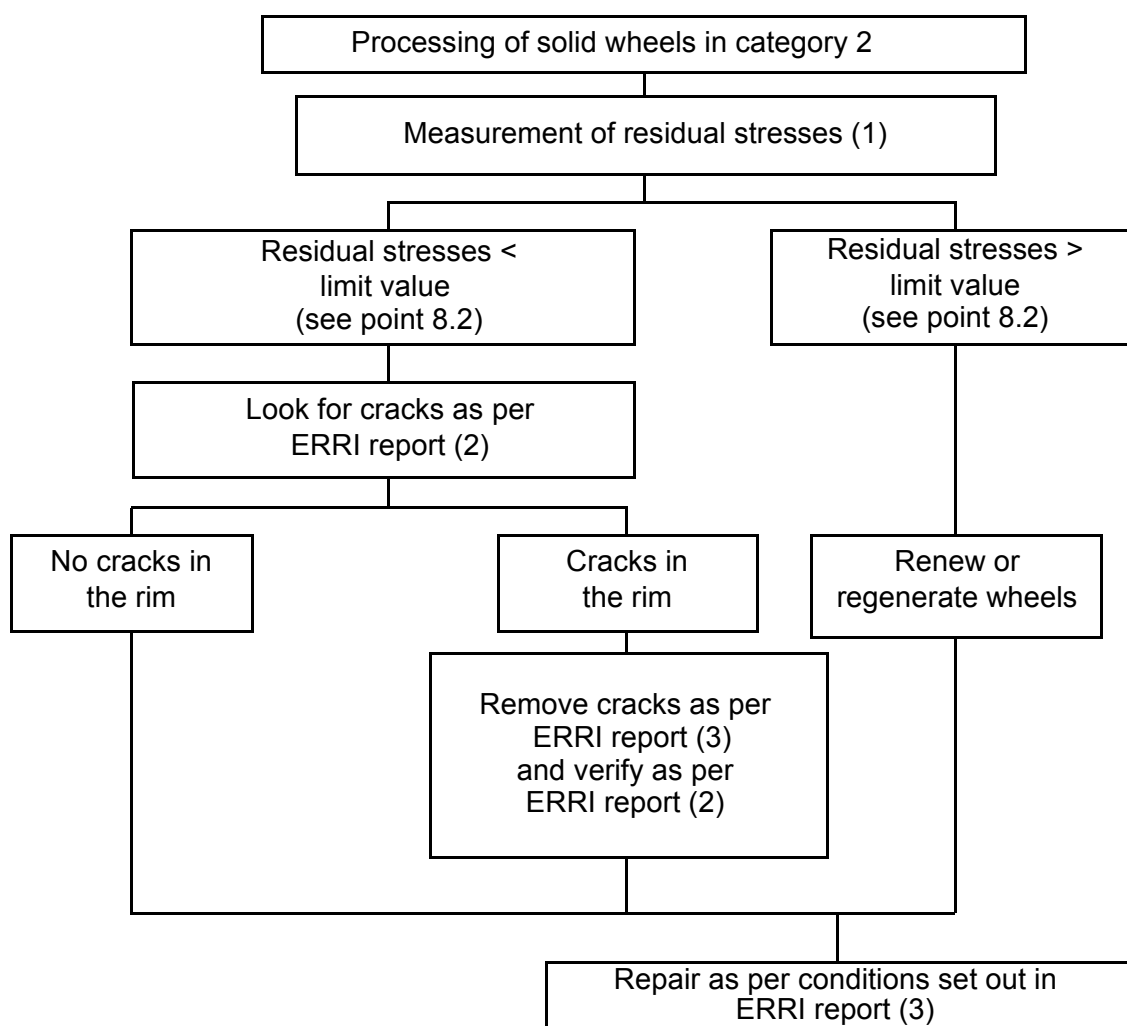 Processing of solid wheels in category 2
Measurement of residual stresses (1)
Residual stresses <
limit value
(see point 8.2)
Residual stresses >
limit value
(see point 8.2)
Look for cracks as per
ERRI report (2)
No cracks in
the rim
Cracks in
the rim
Renew or
regenerate wheels
Remove cracks as per
ERRI report (3)
and verify as per
ERRI report (2)
Repair as per conditions set out in
ERRI report (3)